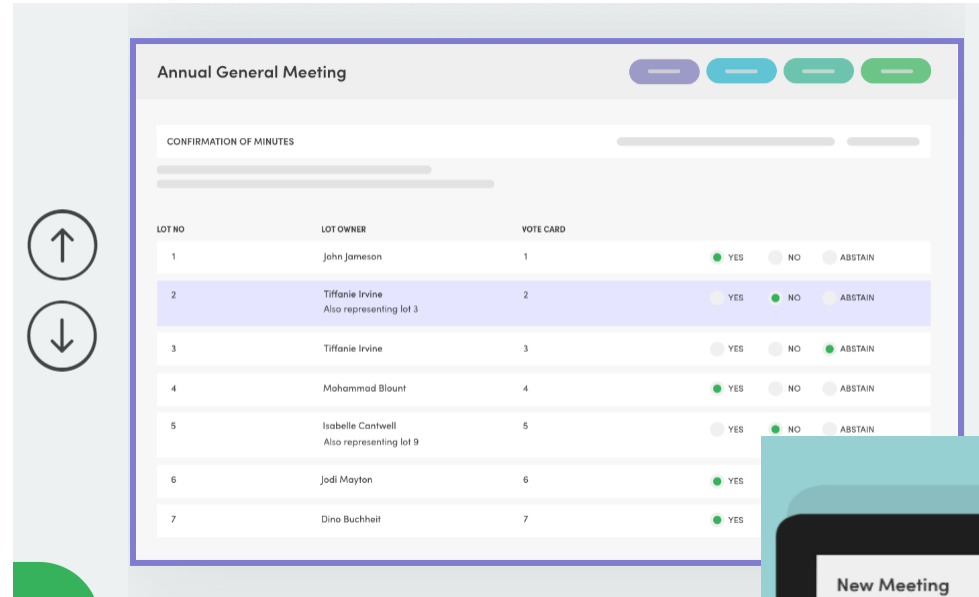 Annual General Meeting
CONFIRMATION OF MINUTES
LOT NO LOT OWNER VOTE CARD
1 John Jameson 1 YES NO ABSTAIN
2 Tiffanie Irvine 2 YES NO ABSTAIN
Also representing lot 3
3 Tiffanie Irvine 3 YES NO ABSTAIN
4 Mohammad Blount 4 YES NO ABSTAIN
5 Isabelle Cantwell 5 YES NO ABSTAIN
Also representing lot 9
6 Jodi Mayton 6 YES
7 Dino Buchheit 7 YES
New Meeting